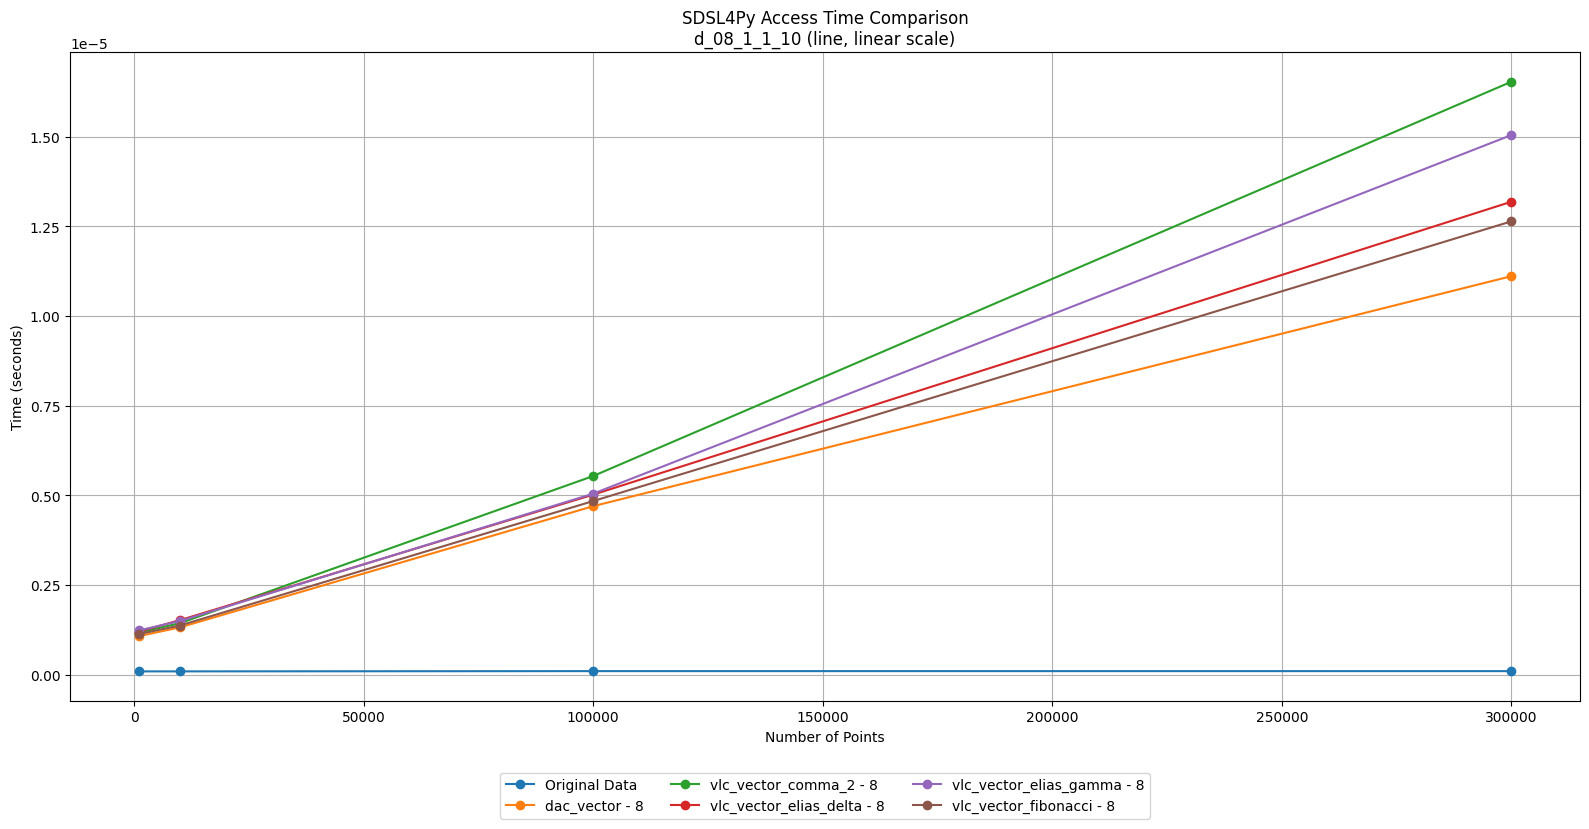 SDSL4Py Access Time Comparison
d_08_1_1_10 (line, linear scale)
1e−5
1.50
1.25
1.00
0.75
0.50
0.25
0.00
Time (seconds)
0 50000 100000 150000 200000 250000 300000
Number of Points
Original Data vlc_vector_comma_2 - 8 vlc_vector_elias_gamma - 8
dac_vector - 8 vlc_vector_elias_delta - 8 vlc_vector_fibonacci - 8